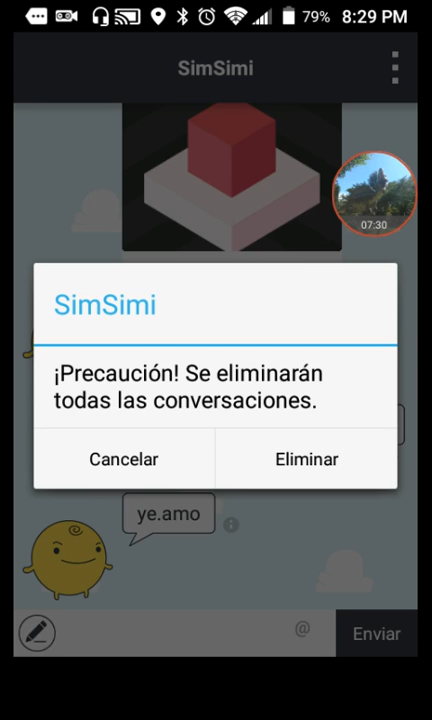 79% 8:29 PM
SimSimi
07:30
SimSimi
¡Precaución! Se eliminarán
todas las conversaciones.
Cancelar Eliminar
ye.amo
@ Enviar